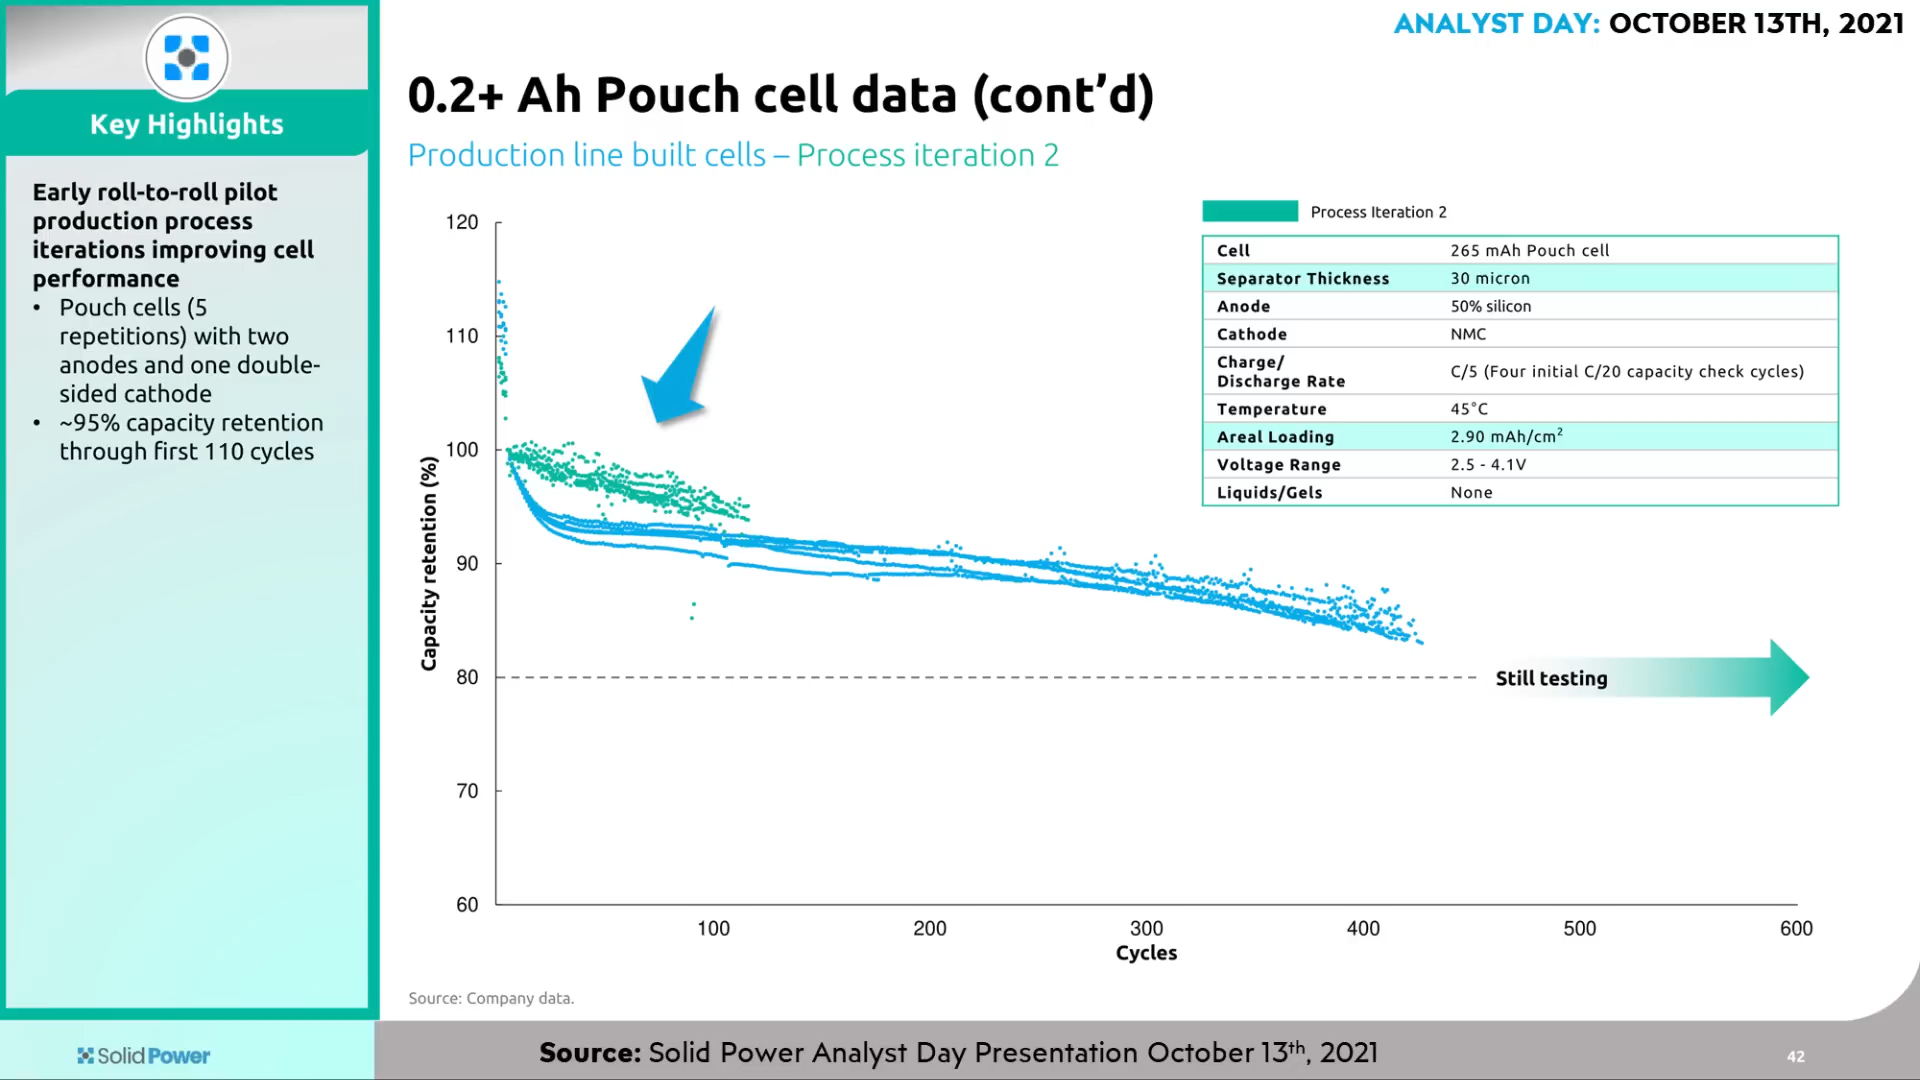 ANALYST DAY: OCTOBER 13TH, 2021
Key Highlights
Early roll-to-roll pilot
production process
iterations improving cell
performance
• Pouch cells (5
repetitions) with two
anodes and one double-
sided cathode
• ~95% capacity retention
through first 110 cycles
0.2+ Ah Pouch cell data (cont’d)
Production line built cells – Process iteration 2
Process Iteration 2
Cell 265 mAh Pouch cell
Separator Thickness 30 micron
Anode 50% silicon
Cathode NMC
Charge/
Discharge Rate C/5 (Four initial C/20 capacity check cycles)
Temperature 45°C
Areal Loading 2.90 mAh/cm²
Voltage Range 2.5 - 4.1V
Liquids/Gels None
Capacity retention (%)
120
110
100
90
80
70
60
Still testing
100 200 300 400 500 600
Cycles
Source: Company data.
Solid Power
Source: Solid Power Analyst Day Presentation October 13th, 2021
42